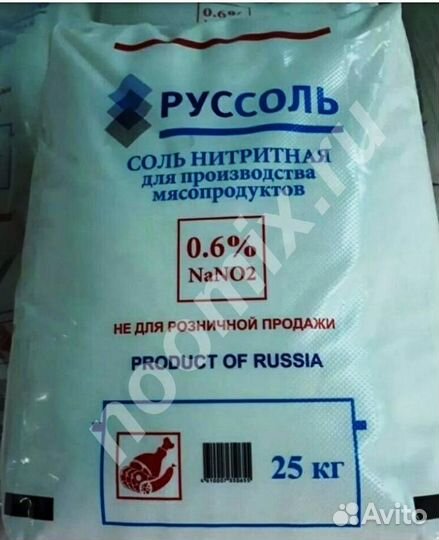 0.6%
РУССОЛЬ
СОЛЬ НИТРИТНАЯ
для производства
мясопродуктов
0.6%
NaNO2
НЕ ДЛЯ РОЗНИЧНОЙ ПРОДАЖИ
PRODUCT OF RUSSIA
25 кг
noomix.ru
Avito